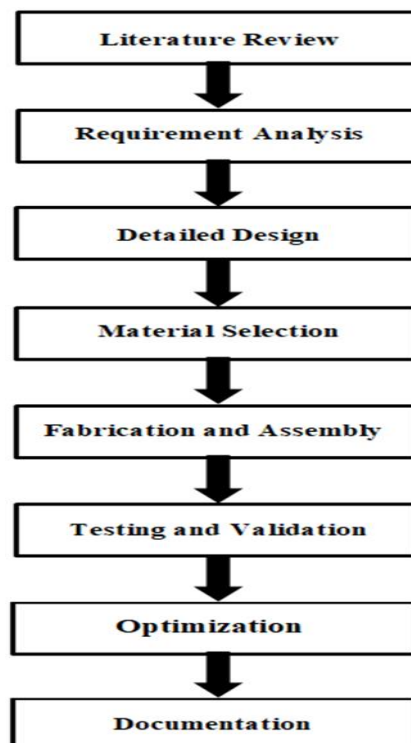 Literature Review
Requirement Analysis
Detailed Design
Material Selection
Fabrication and Assembly
Testing and Validation
Optimization
Documentation